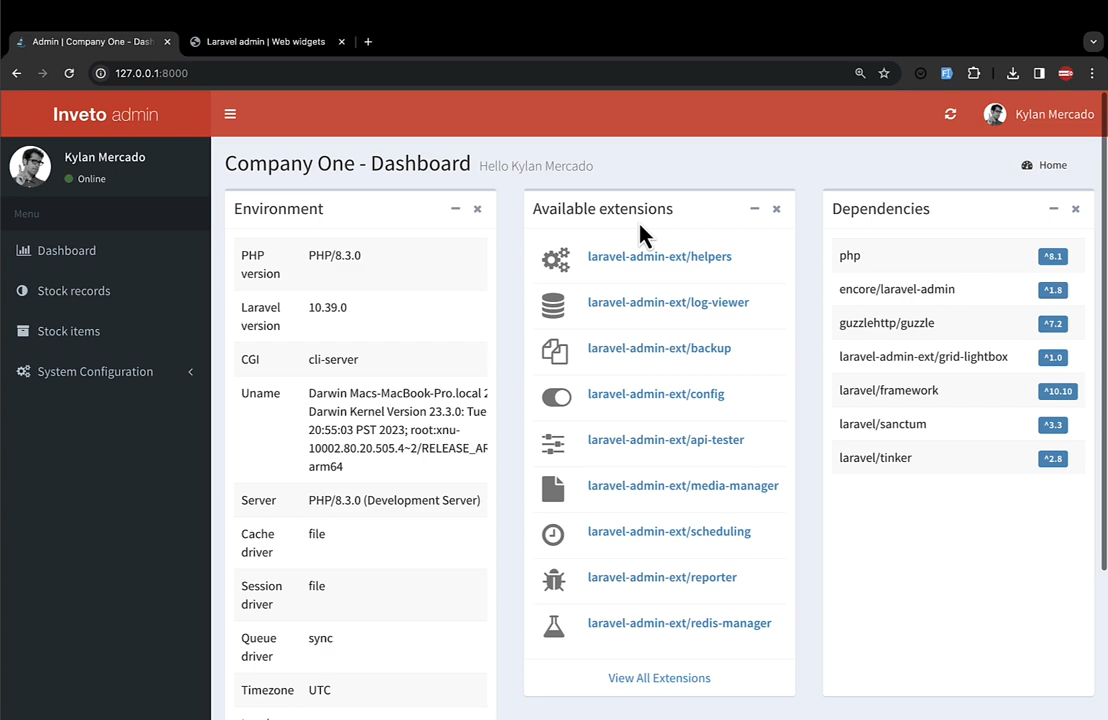 Admin | Company One - Dash
Laravel admin | Web widgets
127.0.0.1:8000
Inveto admin
Kylan Mercado
Kylan Mercado
Online
Menu
Dashboard
Stock records
Stock items
System Configuration
Company One - Dashboard Hello Kylan Mercado
Home
Environment
PHP version PHP/8.3.0
Laravel version 10.39.0
CGI cli-server
Uname Darwin Macs-MacBook-Pro.local 2
Darwin Kernel Version 23.3.0: Tue
20:55:03 PST 2023; root:xnu-
10002.80.20.505.4~2/RELEASE_AR
arm64
Server PHP/8.3.0 (Development Server)
Cache driver file
Session driver file
Queue driver sync
Timezone UTC
Available extensions
laravel-admin-ext/helpers
laravel-admin-ext/log-viewer
laravel-admin-ext/backup
laravel-admin-ext/config
laravel-admin-ext/api-tester
laravel-admin-ext/media-manager
laravel-admin-ext/scheduling
laravel-admin-ext/reporter
laravel-admin-ext/redis-manager
View All Extensions
Dependencies
php ^8.1
encore/laravel-admin ^1.8
guzzlehttp/guzzle ^7.2
laravel-admin-ext/grid-lightbox ^1.0
laravel/framework ^10.10
laravel/sanctum ^3.3
laravel/tinker ^2.8